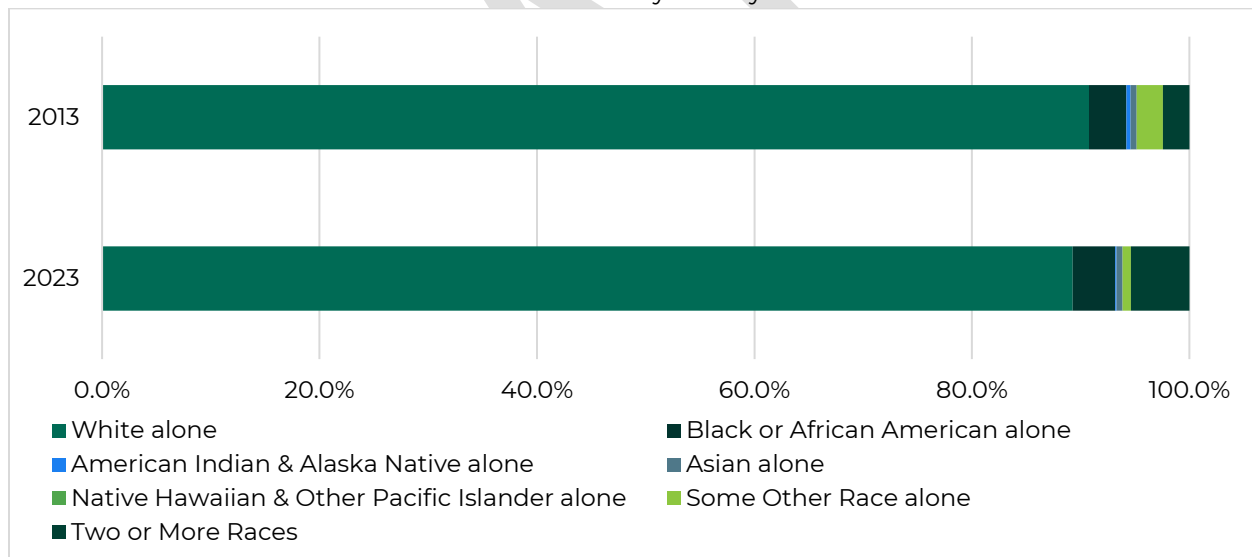 2013
2023
0.0% 20.0% 40.0% 60.0% 80.0% 100.0%
White alone Black or African American alone
American Indian & Alaska Native alone Asian alone
Native Hawaiian & Other Pacific Islander alone Some Other Race alone
Two or More Races